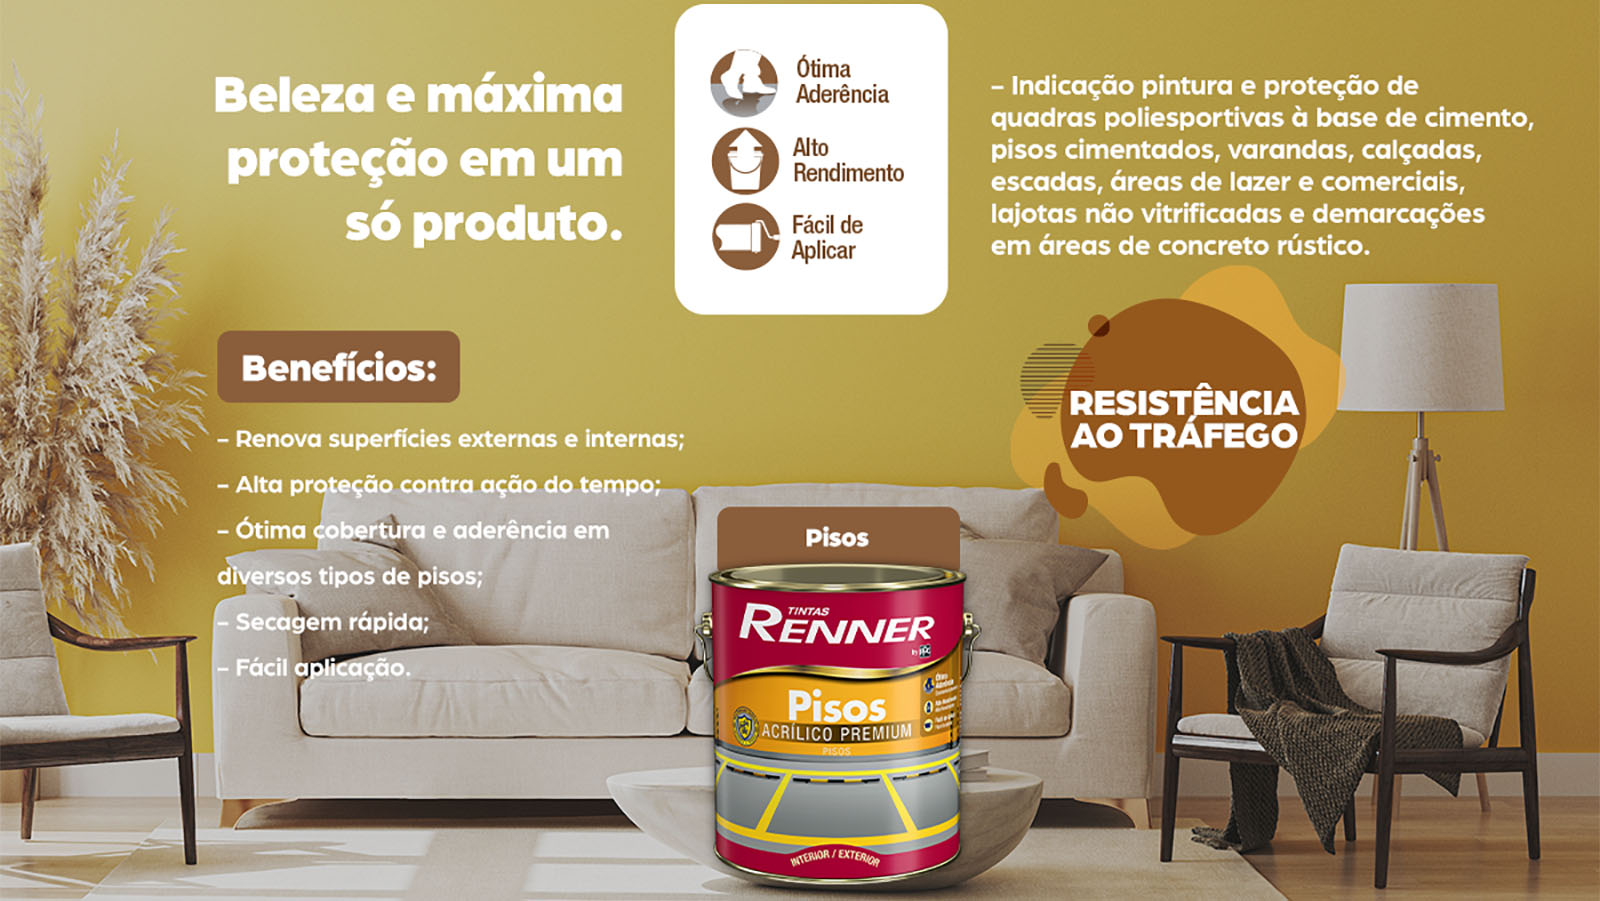 Beleza e máxima
proteção em um
só produto.
Ótima
Aderência
Alto
Rendimento
Fácil de
Aplicar
– Indicação pintura e proteção de
quadras poliesportivas à base de cimento,
pisos cimentados, varandas, calçadas,
escadas, áreas de lazer e comerciais,
lajotas não vitrificadas e demarcações
em áreas de concreto rústico.
Benefícios:
– Renova superfícies externas e internas;
– Alta proteção contra ação do tempo;
– Ótima cobertura e aderência em
diversos tipos de pisos;
– Secagem rápida;
– Fácil aplicação.
RESISTÊNCIA
AO TRÁFEGO
Pisos
TINTAS
RENNER
by PPG
Pisos
ACRÍLICO PREMIUM
PISOS
Ótima
Aderência
INTERIOR / EXTERIOR